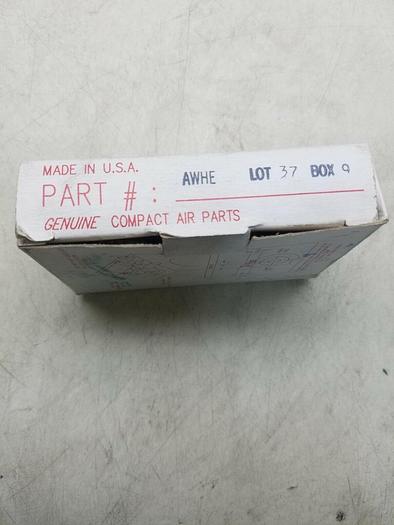 MADE IN U.S.A.
PART #: AWHE LOT 37 BOX 9
GENUINE COMPACT AIR PARTS